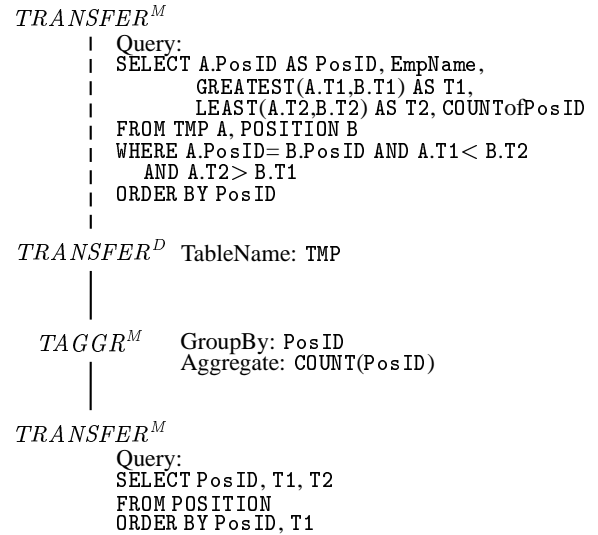 TRANSFER^M
Query:
SELECT A.PosID AS PosID, EmpName,
GREATEST(A.T1,B.T1) AS T1,
LEAST(A.T2,B.T2) AS T2, COUNTofPosID
FROM TMP A, POSITION B
WHERE A.PosID= B.PosID AND A.T1< B.T2
AND A.T2> B.T1
ORDER BY PosID
TRANSFER^D TableName: TMP
TAGGR^M GroupBy: PosID
Aggregate: COUNT(PosID)
TRANSFER^M
Query:
SELECT PosID, T1, T2
FROM POSITION
ORDER BY PosID, T1